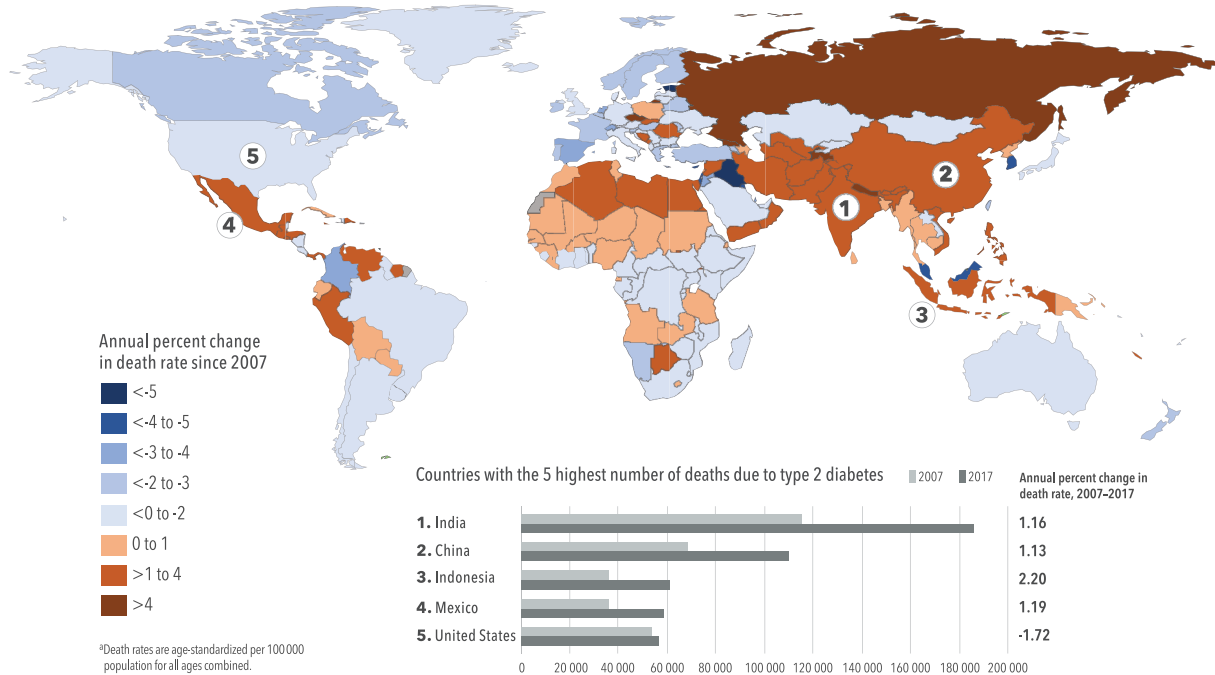 5
2
1
4
3
Annual percent change
in death rate since 2007
<-5
<-4 to -5
<-3 to -4
<-2 to -3
<0 to -2
0 to 1
>1 to 4
>4
ᵃDeath rates are age-standardized per 100 000
population for all ages combined.
Countries with the 5 highest number of deaths due to type 2 diabetes 2007 2017 Annual percent change in
death rate, 2007–2017
1. India 1.16
2. China 1.13
3. Indonesia 2.20
4. Mexico 1.19
5. United States -1.72
0 20 000 40 000 60 000 80 000 100 000 120 000 140 000 160 000 180 000 200 000